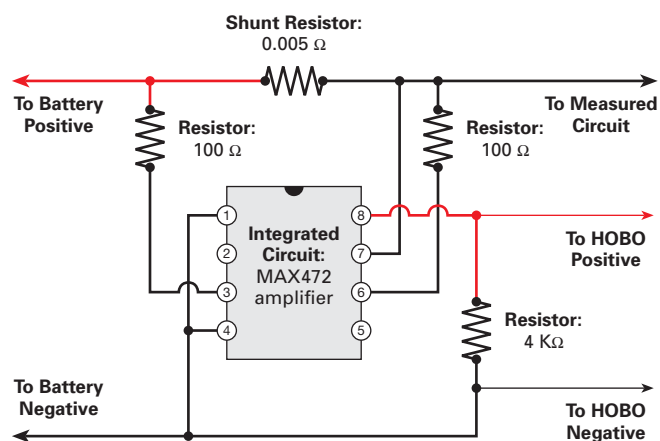 Shunt Resistor:
0.005 Ω
To Battery
Positive
To Measured
Circuit
Resistor:
100 Ω
Resistor:
100 Ω
1
2
3
4
Integrated
Circuit:
MAX472
amplifier
8
7
6
5
To HOBO
Positive
Resistor:
4 KΩ
To Battery
Negative
To HOBO
Negative